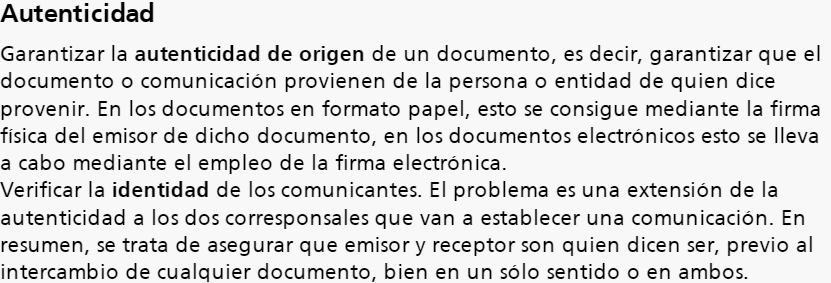 Autenticidad
Garantizar la autenticidad de origen de un documento, es decir, garantizar que el
documento o comunicación provienen de la persona o entidad de quien dice
provenir. En los documentos en formato papel, esto se consigue mediante la firma
física del emisor de dicho documento, en los documentos electrónicos esto se lleva
a cabo mediante el empleo de la firma electrónica.
Verificar la identidad de los comunicantes. El problema es una extensión de la
autenticidad a los dos corresponsales que van a establecer una comunicación. En
resumen, se trata de asegurar que emisor y receptor son quien dicen ser, previo al
intercambio de cualquier documento, bien en un sólo sentido o en ambos.